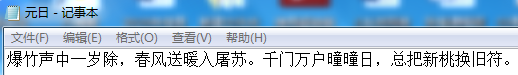 元日 - 记事本
文件(F) 编辑(E) 格式(O) 查看(V) 帮助(H)
爆竹声中一岁除，春风送暖入屠苏。千门万户曈曈日，总把新桃换旧符。